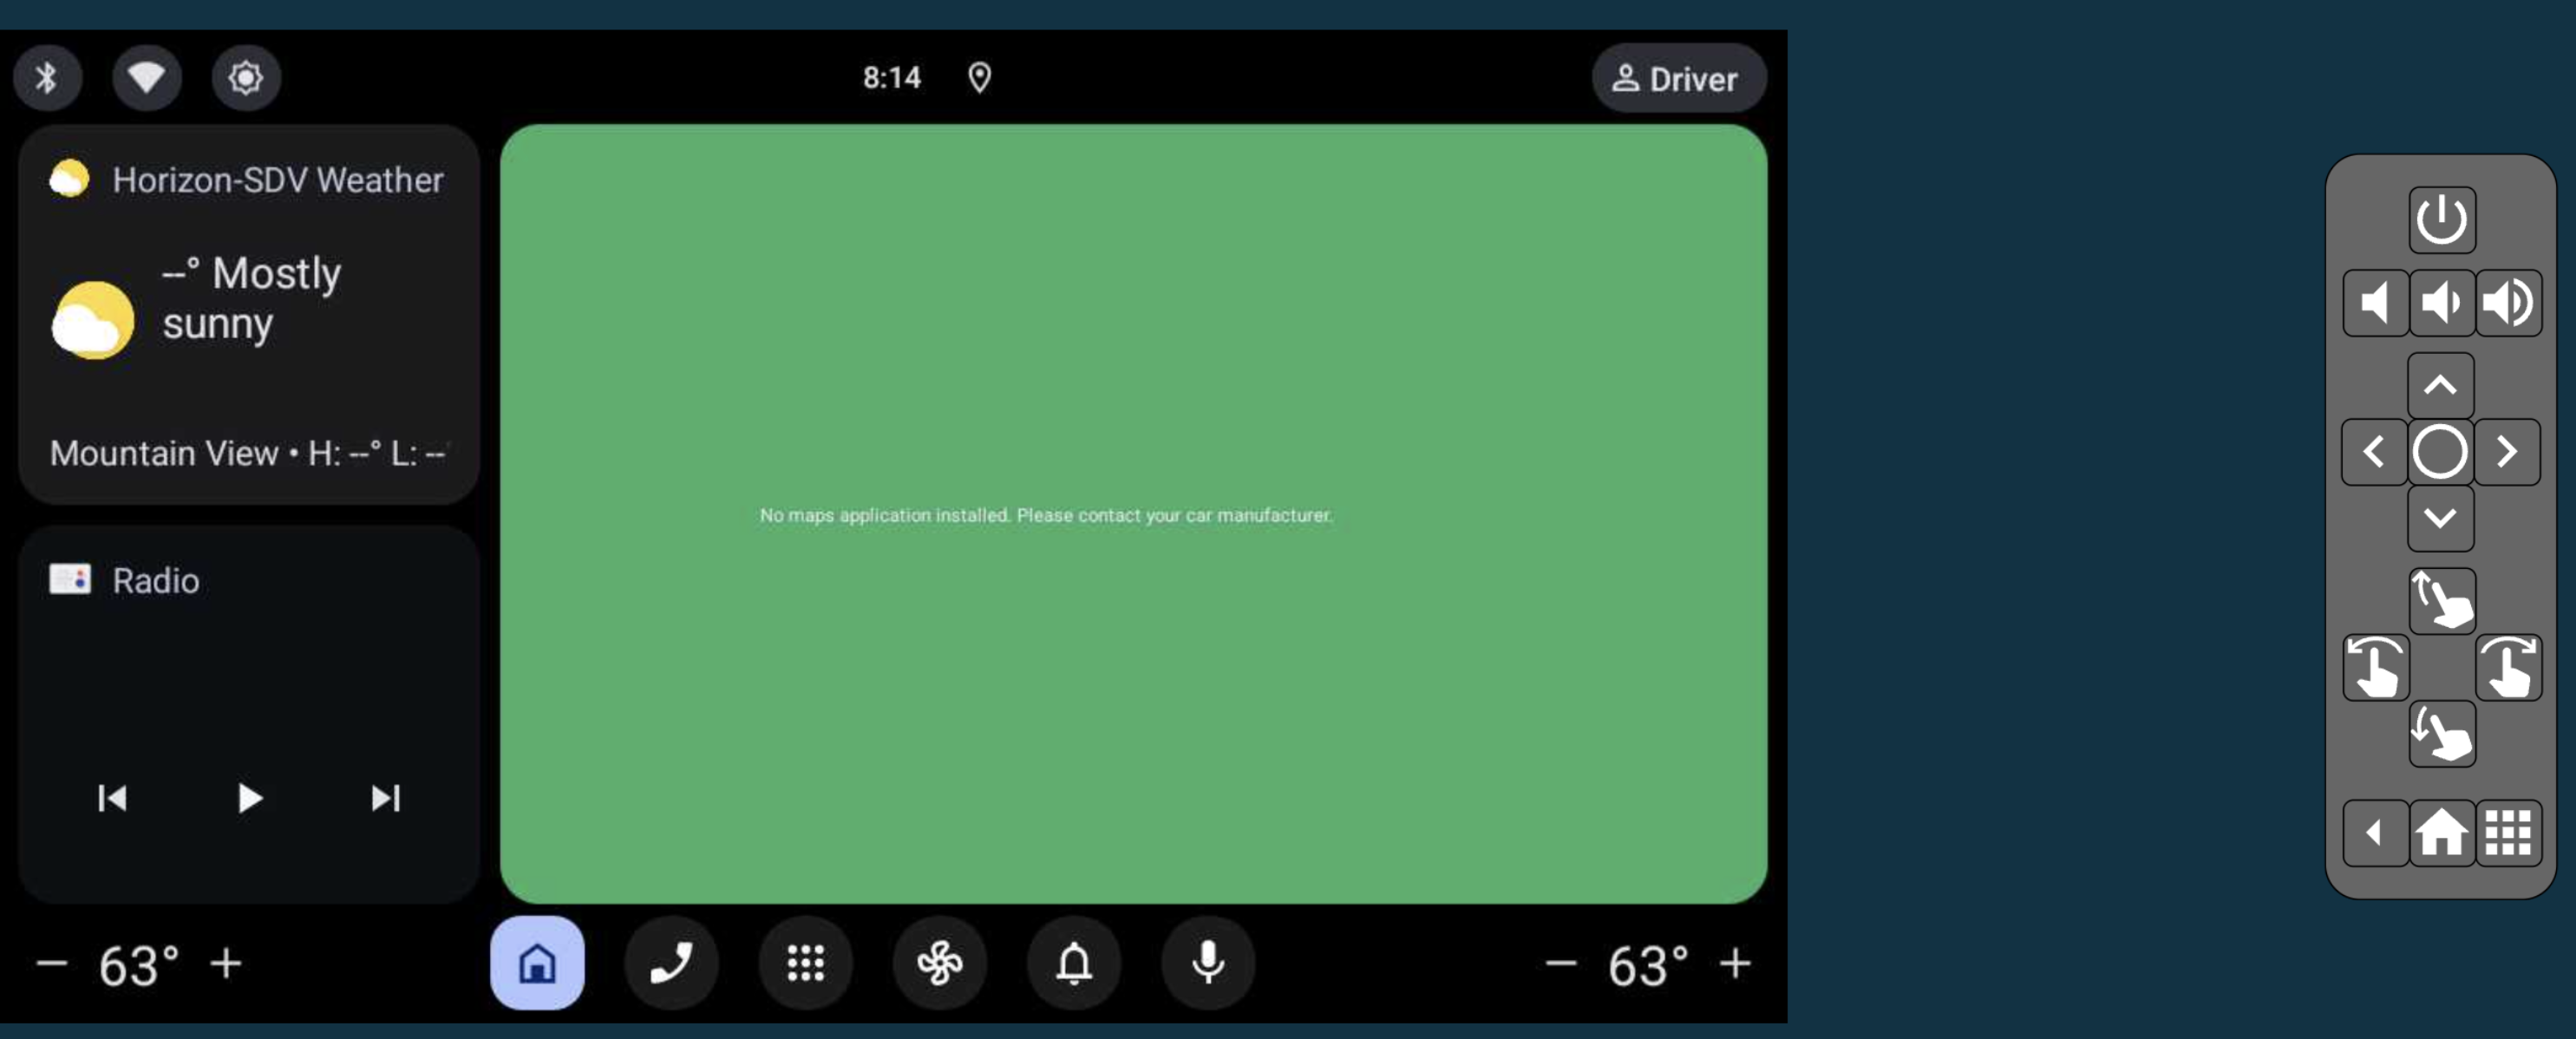 8:14
Driver
Horizon-SDV Weather
--° Mostly
sunny
Mountain View • H: --° L: --
Radio
No maps application installed. Please contact your car manufacturer.
− 63° +
− 63° +